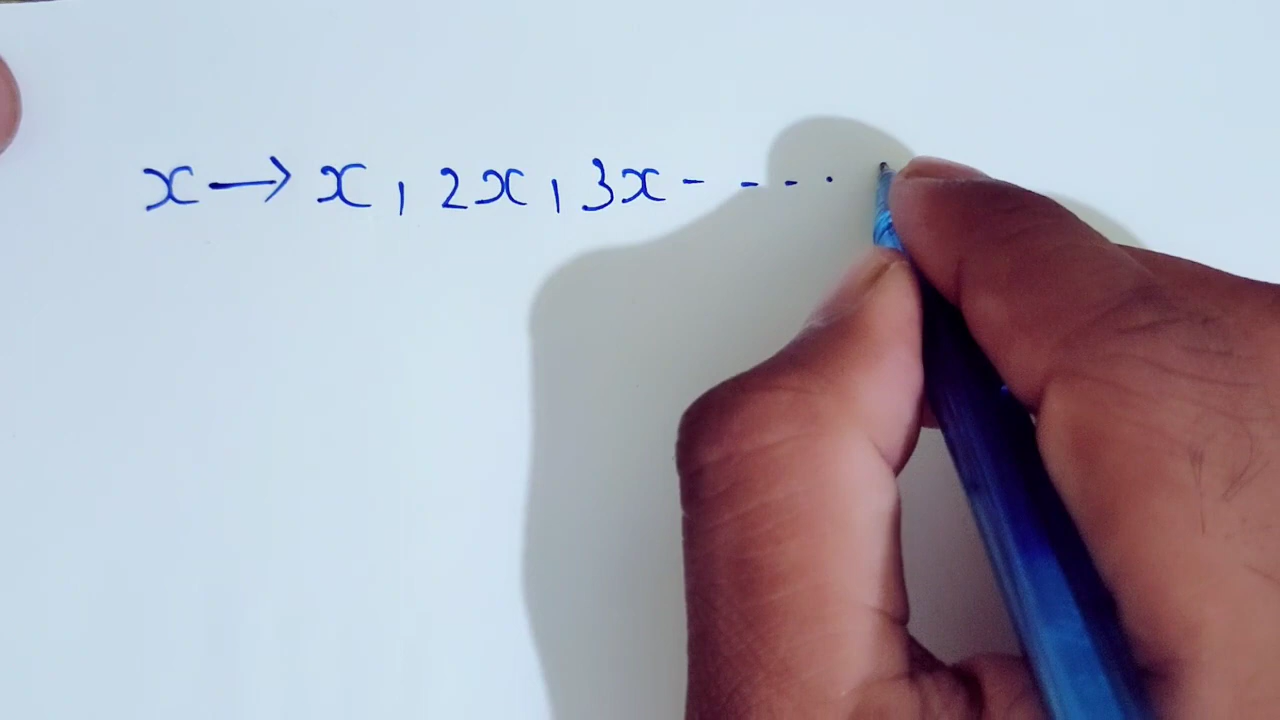 x → x, 2x, 3x - - - - .